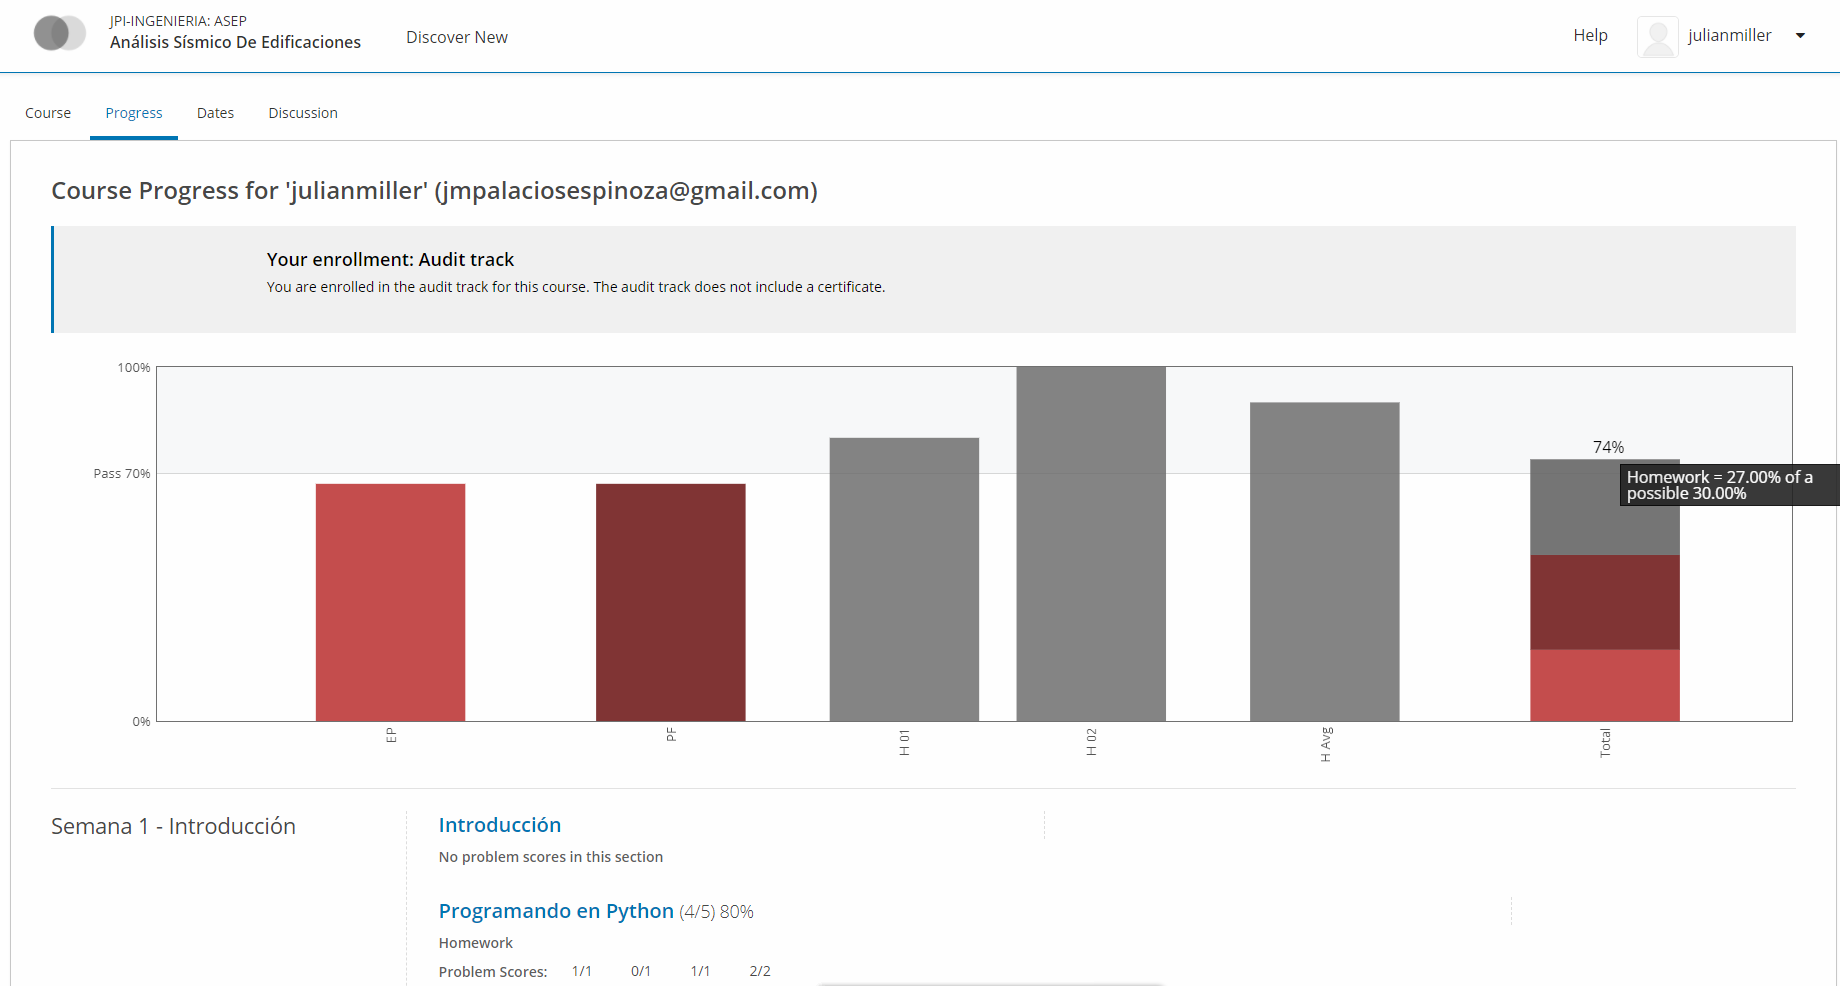 JPI-INGENIERIA: ASEP
Análisis Sísmico De Edificaciones
Discover New
Help
julianmiller
Course
Progress
Dates
Discussion
Course Progress for 'julianmiller' (jmpalaciosespinoza@gmail.com)
Your enrollment: Audit track
You are enrolled in the audit track for this course. The audit track does not include a certificate.
100%
Pass 70%
0%
74%
Homework = 27.00% of a
possible 30.00%
EP
PF
H 01
H 02
H Avg
Total
Semana 1 - Introducción
Introducción
No problem scores in this section
Programando en Python (4/5) 80%
Homework
Problem Scores: 1/1 0/1 1/1 2/2